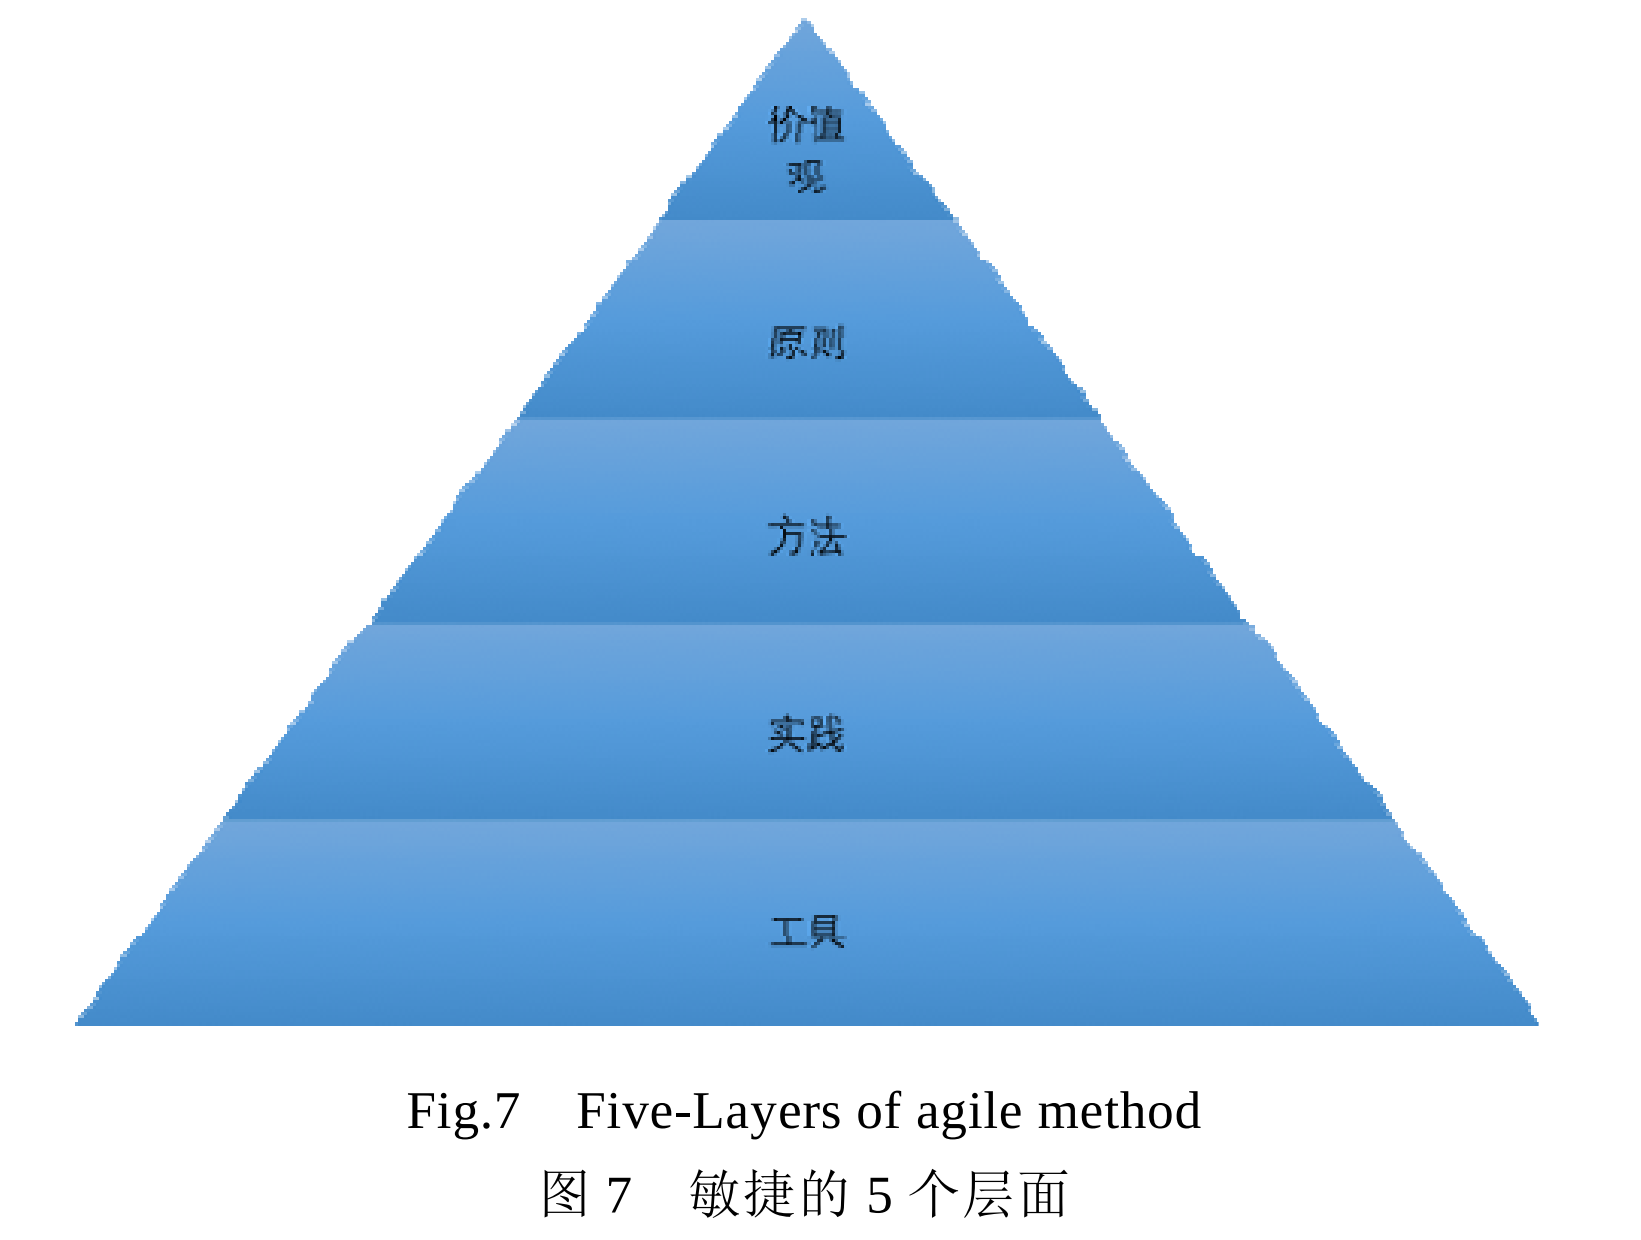 价值
观
原则
方法
实践
工具
Fig.7 Five-Layers of agile method
图 7 敏捷的 5 个层面